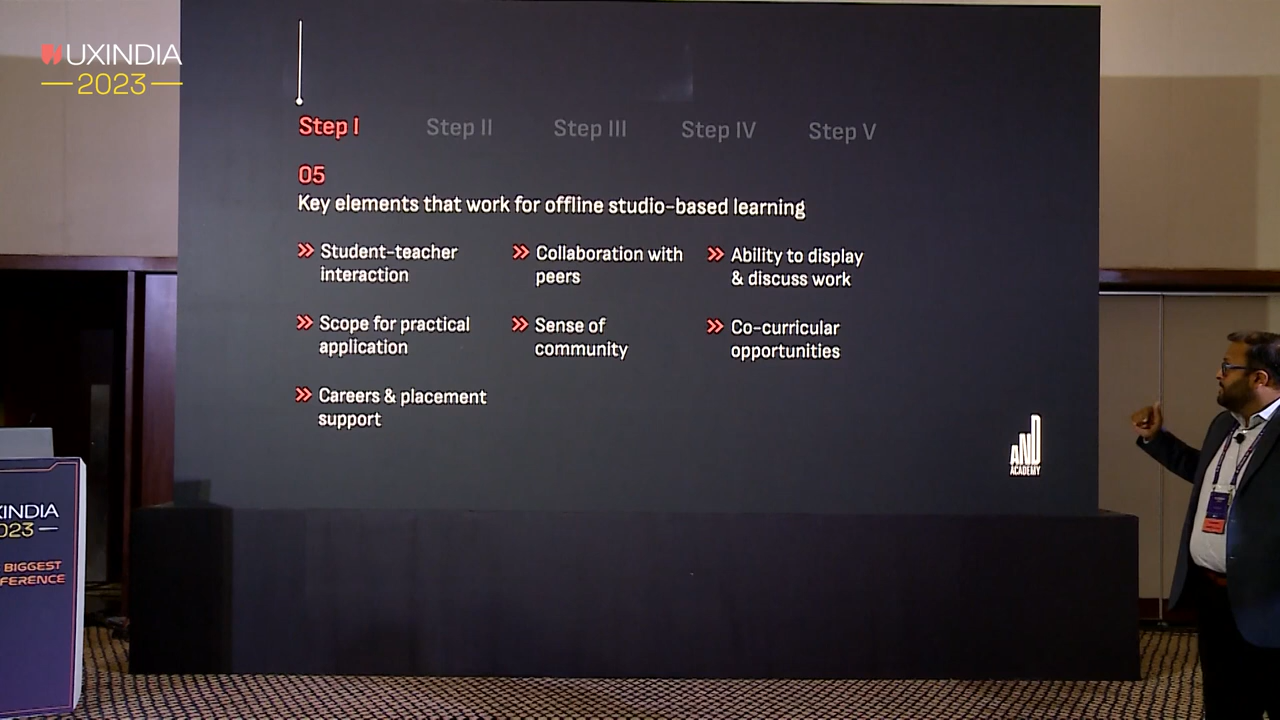 UXINDIA
2023
Step I Step II Step III Step IV Step V
05
Key elements that work for offline studio-based learning
Student-teacher
interaction
Collaboration with
peers
Ability to display
& discuss work
Scope for practical
application
Sense of
community
Co-curricular
opportunities
Careers & placement
support
AND
ACADEMY
XINDIA
023
BIGGEST
FERENCE